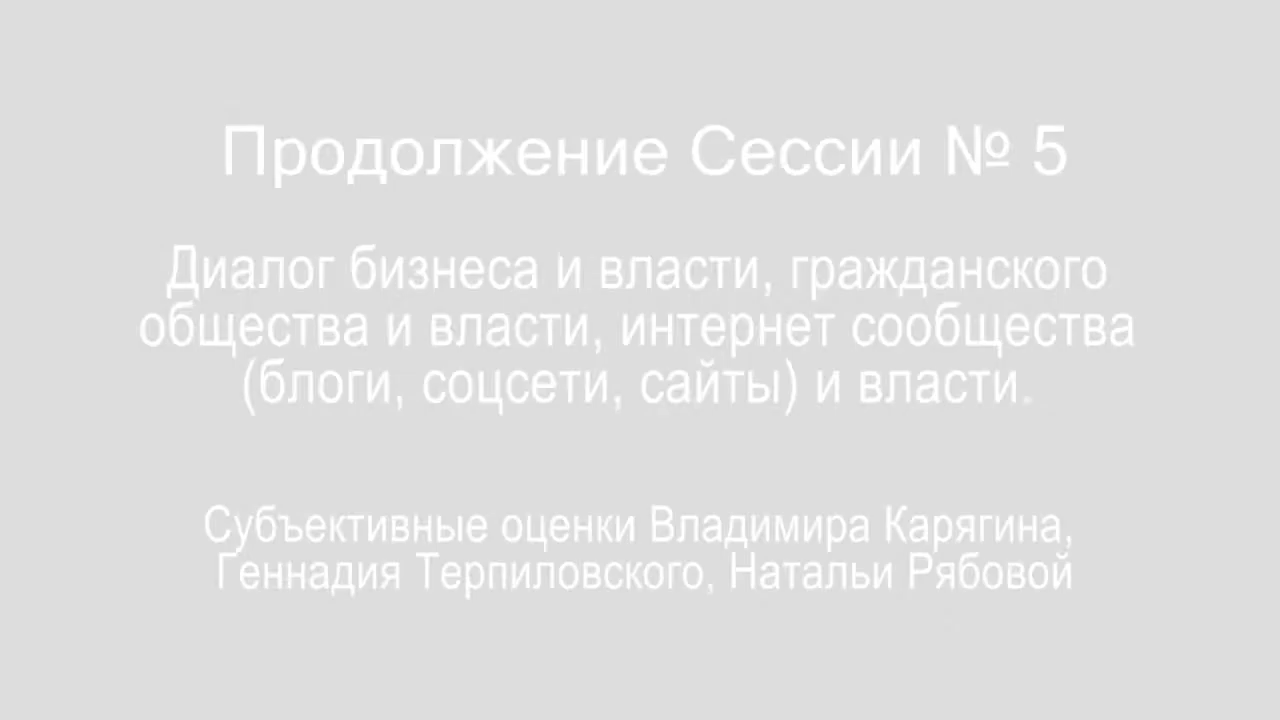 Продолжение Сессии № 5
Диалог бизнеса и власти, гражданского
общества и власти, интернет сообщества
(блоги, соцсети, сайты) и власти.
Субъективные оценки Владимира Карягина,
Геннадия Терпиловского, Натальи Рябовой